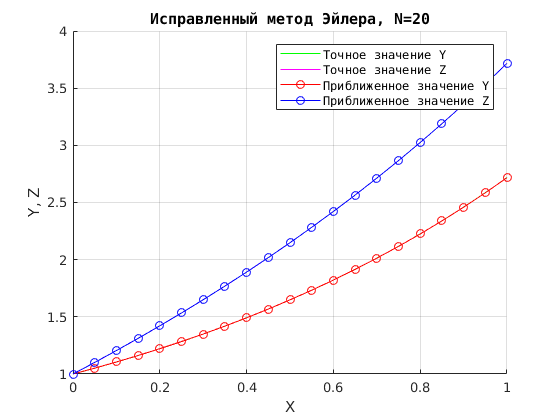 Исправленный метод Эйлера, N=20
Точное значение Y
Точное значение Z
Приближенное значение Y
Приближенное значение Z
4
3.5
3
2.5
2
1.5
1
Y, Z
0 0.2 0.4 0.6 0.8 1
X